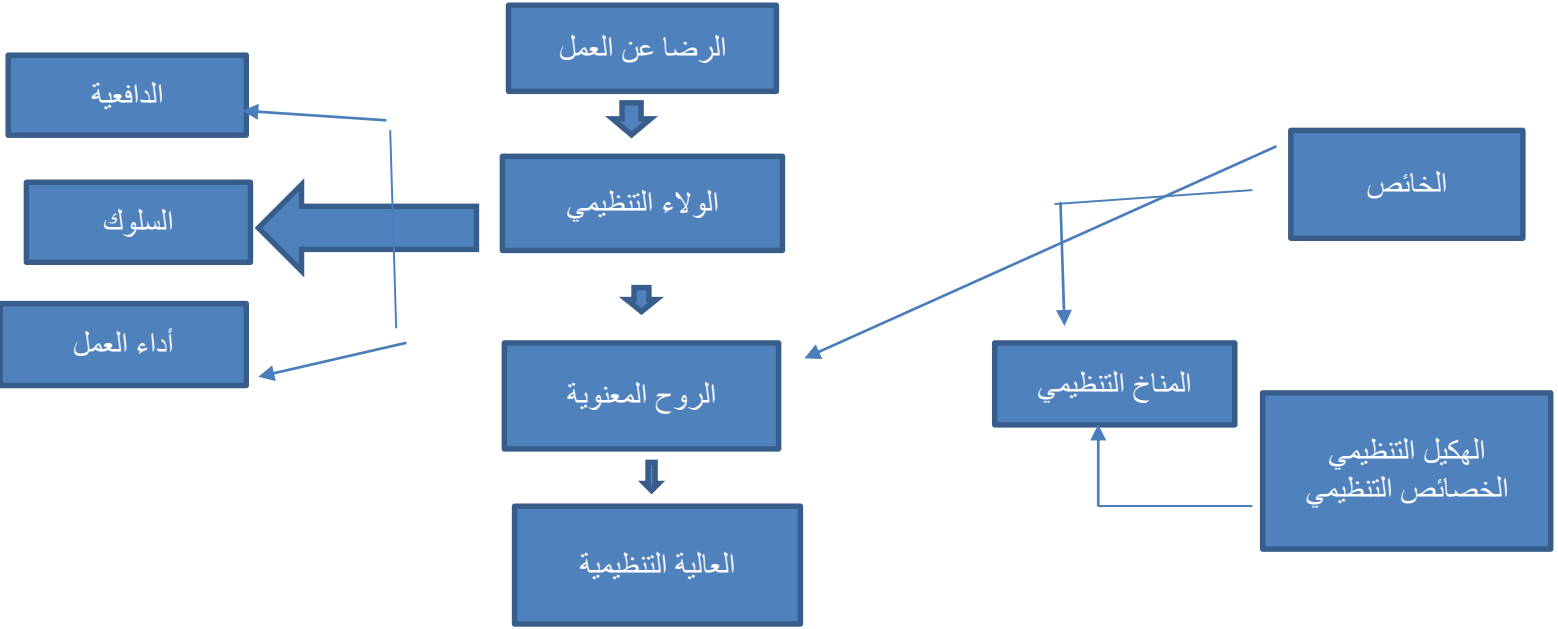 الرضا عن العمل
الدافعية
الخائص
الولاء التنظيمي
السلوك
أداء العمل
المناخ التنظيمي
الروح المعنوية
الهكيل التنظيمي
الخصائص التنظيمي
العالية التنظيمية